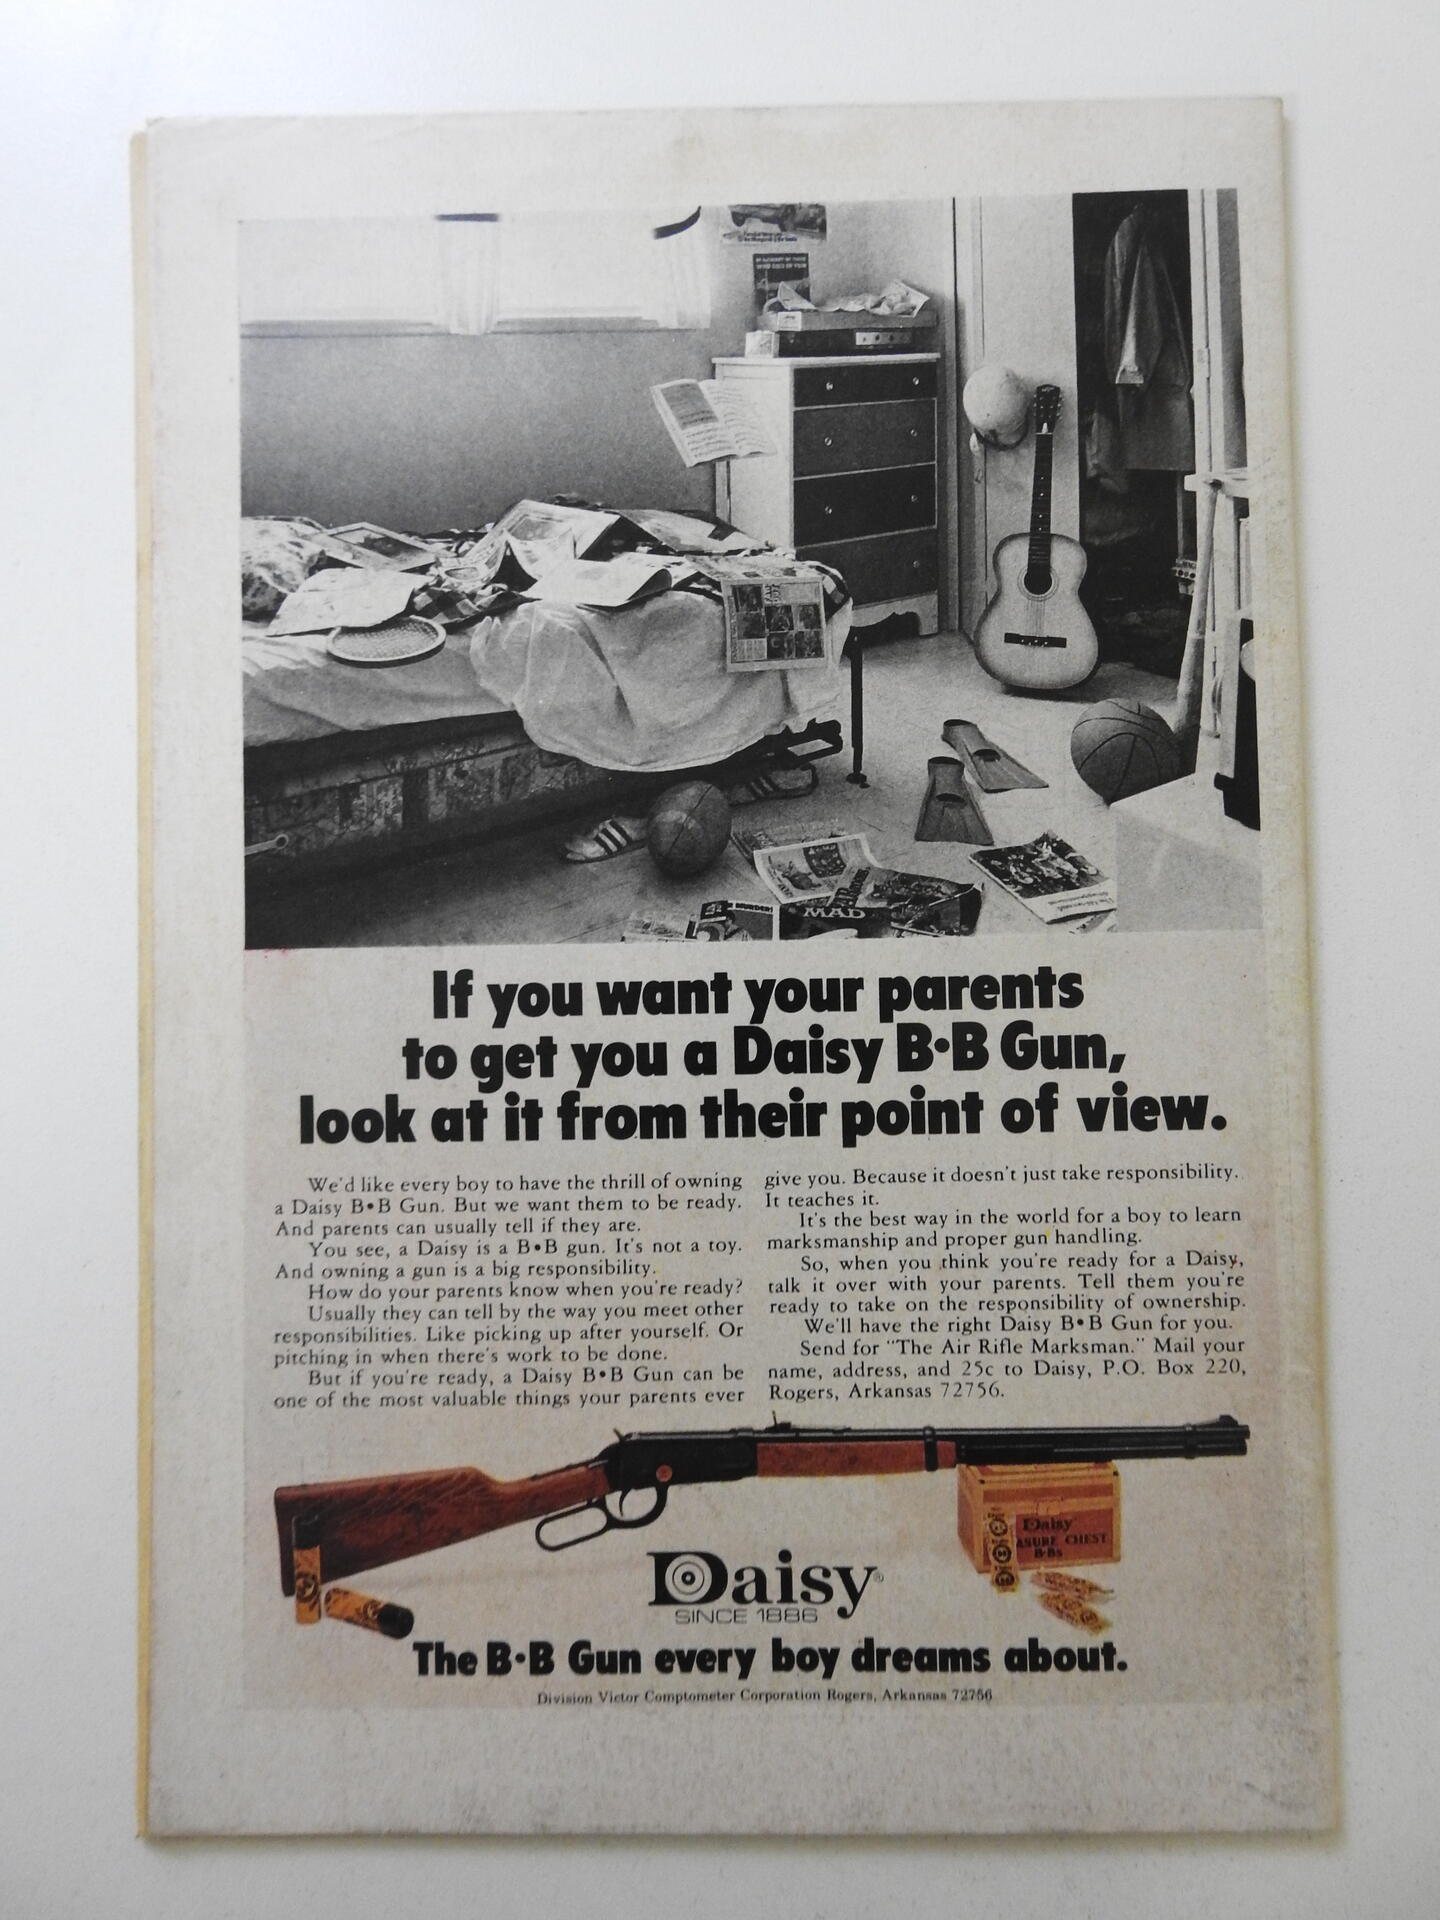 MAD
MURDER!
If you want your parents
to get you a Daisy B•B Gun,
look at it from their point of view.
We'd like every boy to have the thrill of owning
a Daisy B•B Gun. But we want them to be ready.
And parents can usually tell if they are.
You see, a Daisy is a B•B gun. It's not a toy.
And owning a gun is a big responsibility.
How do your parents know when you're ready?
Usually they can tell by the way you meet other
responsibilities. Like picking up after yourself. Or
pitching in when there's work to be done.
But if you're ready, a Daisy B•B Gun can be
one of the most valuable things your parents ever
give you. Because it doesn't just take responsibility.
It teaches it.
It's the best way in the world for a boy to learn
marksmanship and proper gun handling.
So, when you think you're ready for a Daisy,
talk it over with your parents. Tell them you're
ready to take on the responsibility of ownership.
We'll have the right Daisy B•B Gun for you.
Send for "The Air Rifle Marksman." Mail your
name, address, and 25c to Daisy, P.O. Box 220,
Rogers, Arkansas 72756.
Daisy
ASURE CHEST
B•Bs
Daisy®
SINCE 1886
The B•B Gun every boy dreams about.
Division Victor Comptometer Corporation Rogers, Arkansas 72756